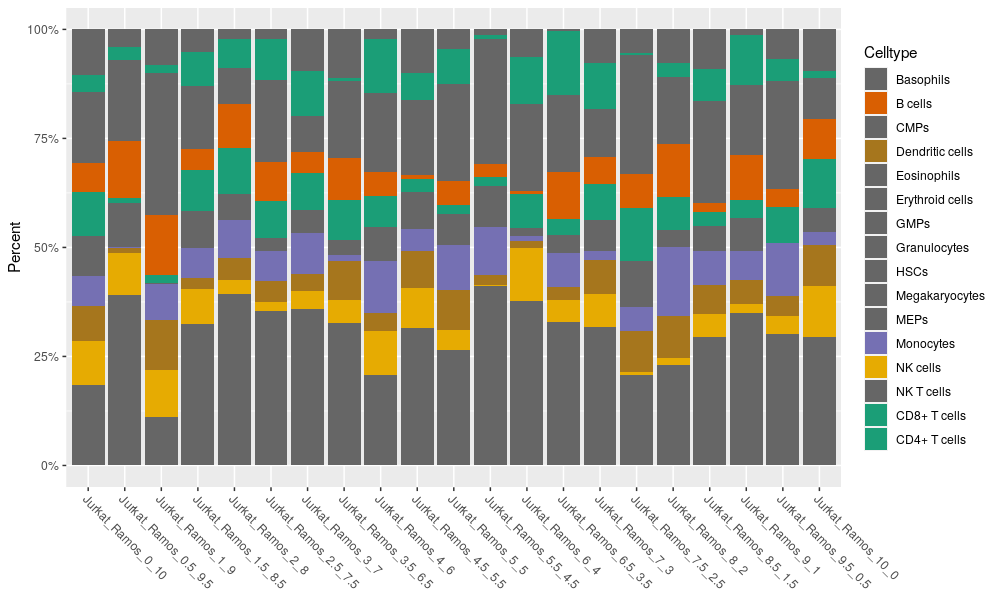 100%
75%
50%
25%
0%
Percent
Jurkat_Ramos_0_10
Jurkat_Ramos_0.5_9.5
Jurkat_Ramos_1_9
Jurkat_Ramos_1.5_8.5
Jurkat_Ramos_2_8
Jurkat_Ramos_2.5_7.5
Jurkat_Ramos_3_7
Jurkat_Ramos_3.5_6.5
Jurkat_Ramos_4_6
Jurkat_Ramos_4.5_5.5
Jurkat_Ramos_5_5
Jurkat_Ramos_5.5_4.5
Jurkat_Ramos_6_4
Jurkat_Ramos_6.5_3.5
Jurkat_Ramos_7_3
Jurkat_Ramos_7.5_2.5
Jurkat_Ramos_8_2
Jurkat_Ramos_8.5_1.5
Jurkat_Ramos_9_1
Jurkat_Ramos_9.5_0.5
Jurkat_Ramos_10_0
Celltype
Basophils
B cells
CMPs
Dendritic cells
Eosinophils
Erythroid cells
GMPs
Granulocytes
HSCs
Megakaryocytes
MEPs
Monocytes
NK cells
NK T cells
CD8+ T cells
CD4+ T cells